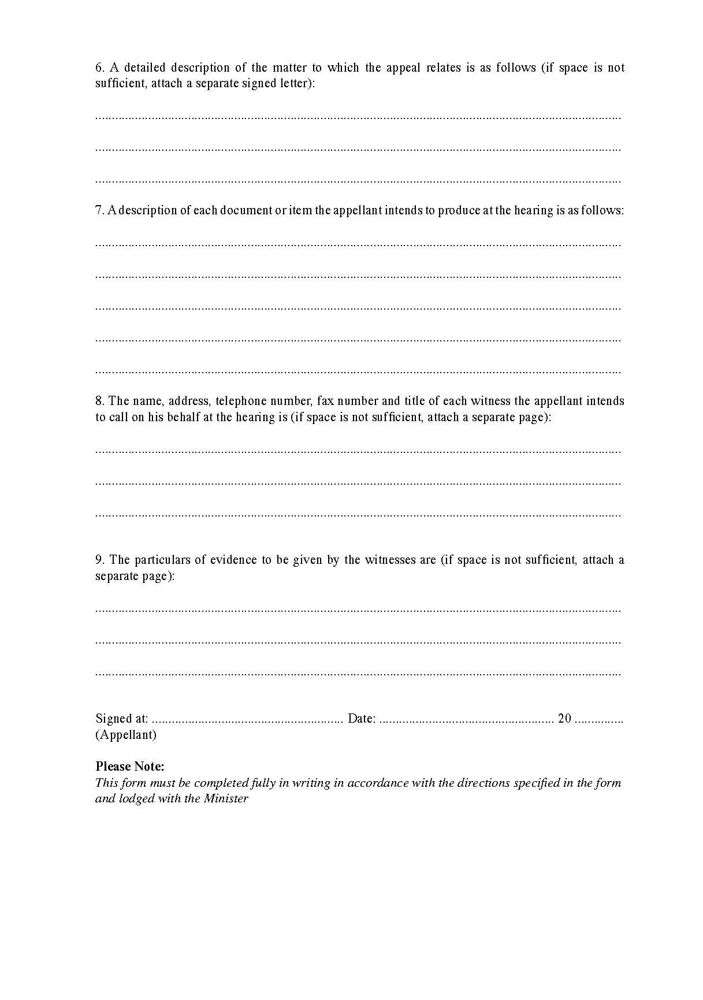 6. A detailed description of the matter to which the appeal relates is as follows (if space is not
sufficient, attach a separate signed letter):
................................................................................................................................................................
................................................................................................................................................................
................................................................................................................................................................
7. A description of each document or item the appellant intends to produce at the hearing is as follows:
................................................................................................................................................................
................................................................................................................................................................
................................................................................................................................................................
................................................................................................................................................................
................................................................................................................................................................
8. The name, address, telephone number, fax number and title of each witness the appellant intends
to call on his behalf at the hearing is (if space is not sufficient, attach a separate page):
................................................................................................................................................................
................................................................................................................................................................
................................................................................................................................................................
9. The particulars of evidence to be given by the witnesses are (if space is not sufficient, attach a
separate page):
................................................................................................................................................................
................................................................................................................................................................
................................................................................................................................................................
Signed at: .......................................................... Date: ..................................................... 20 ...............
(Appellant)
Please Note:
This form must be completed fully in writing in accordance with the directions specified in the form
and lodged with the Minister